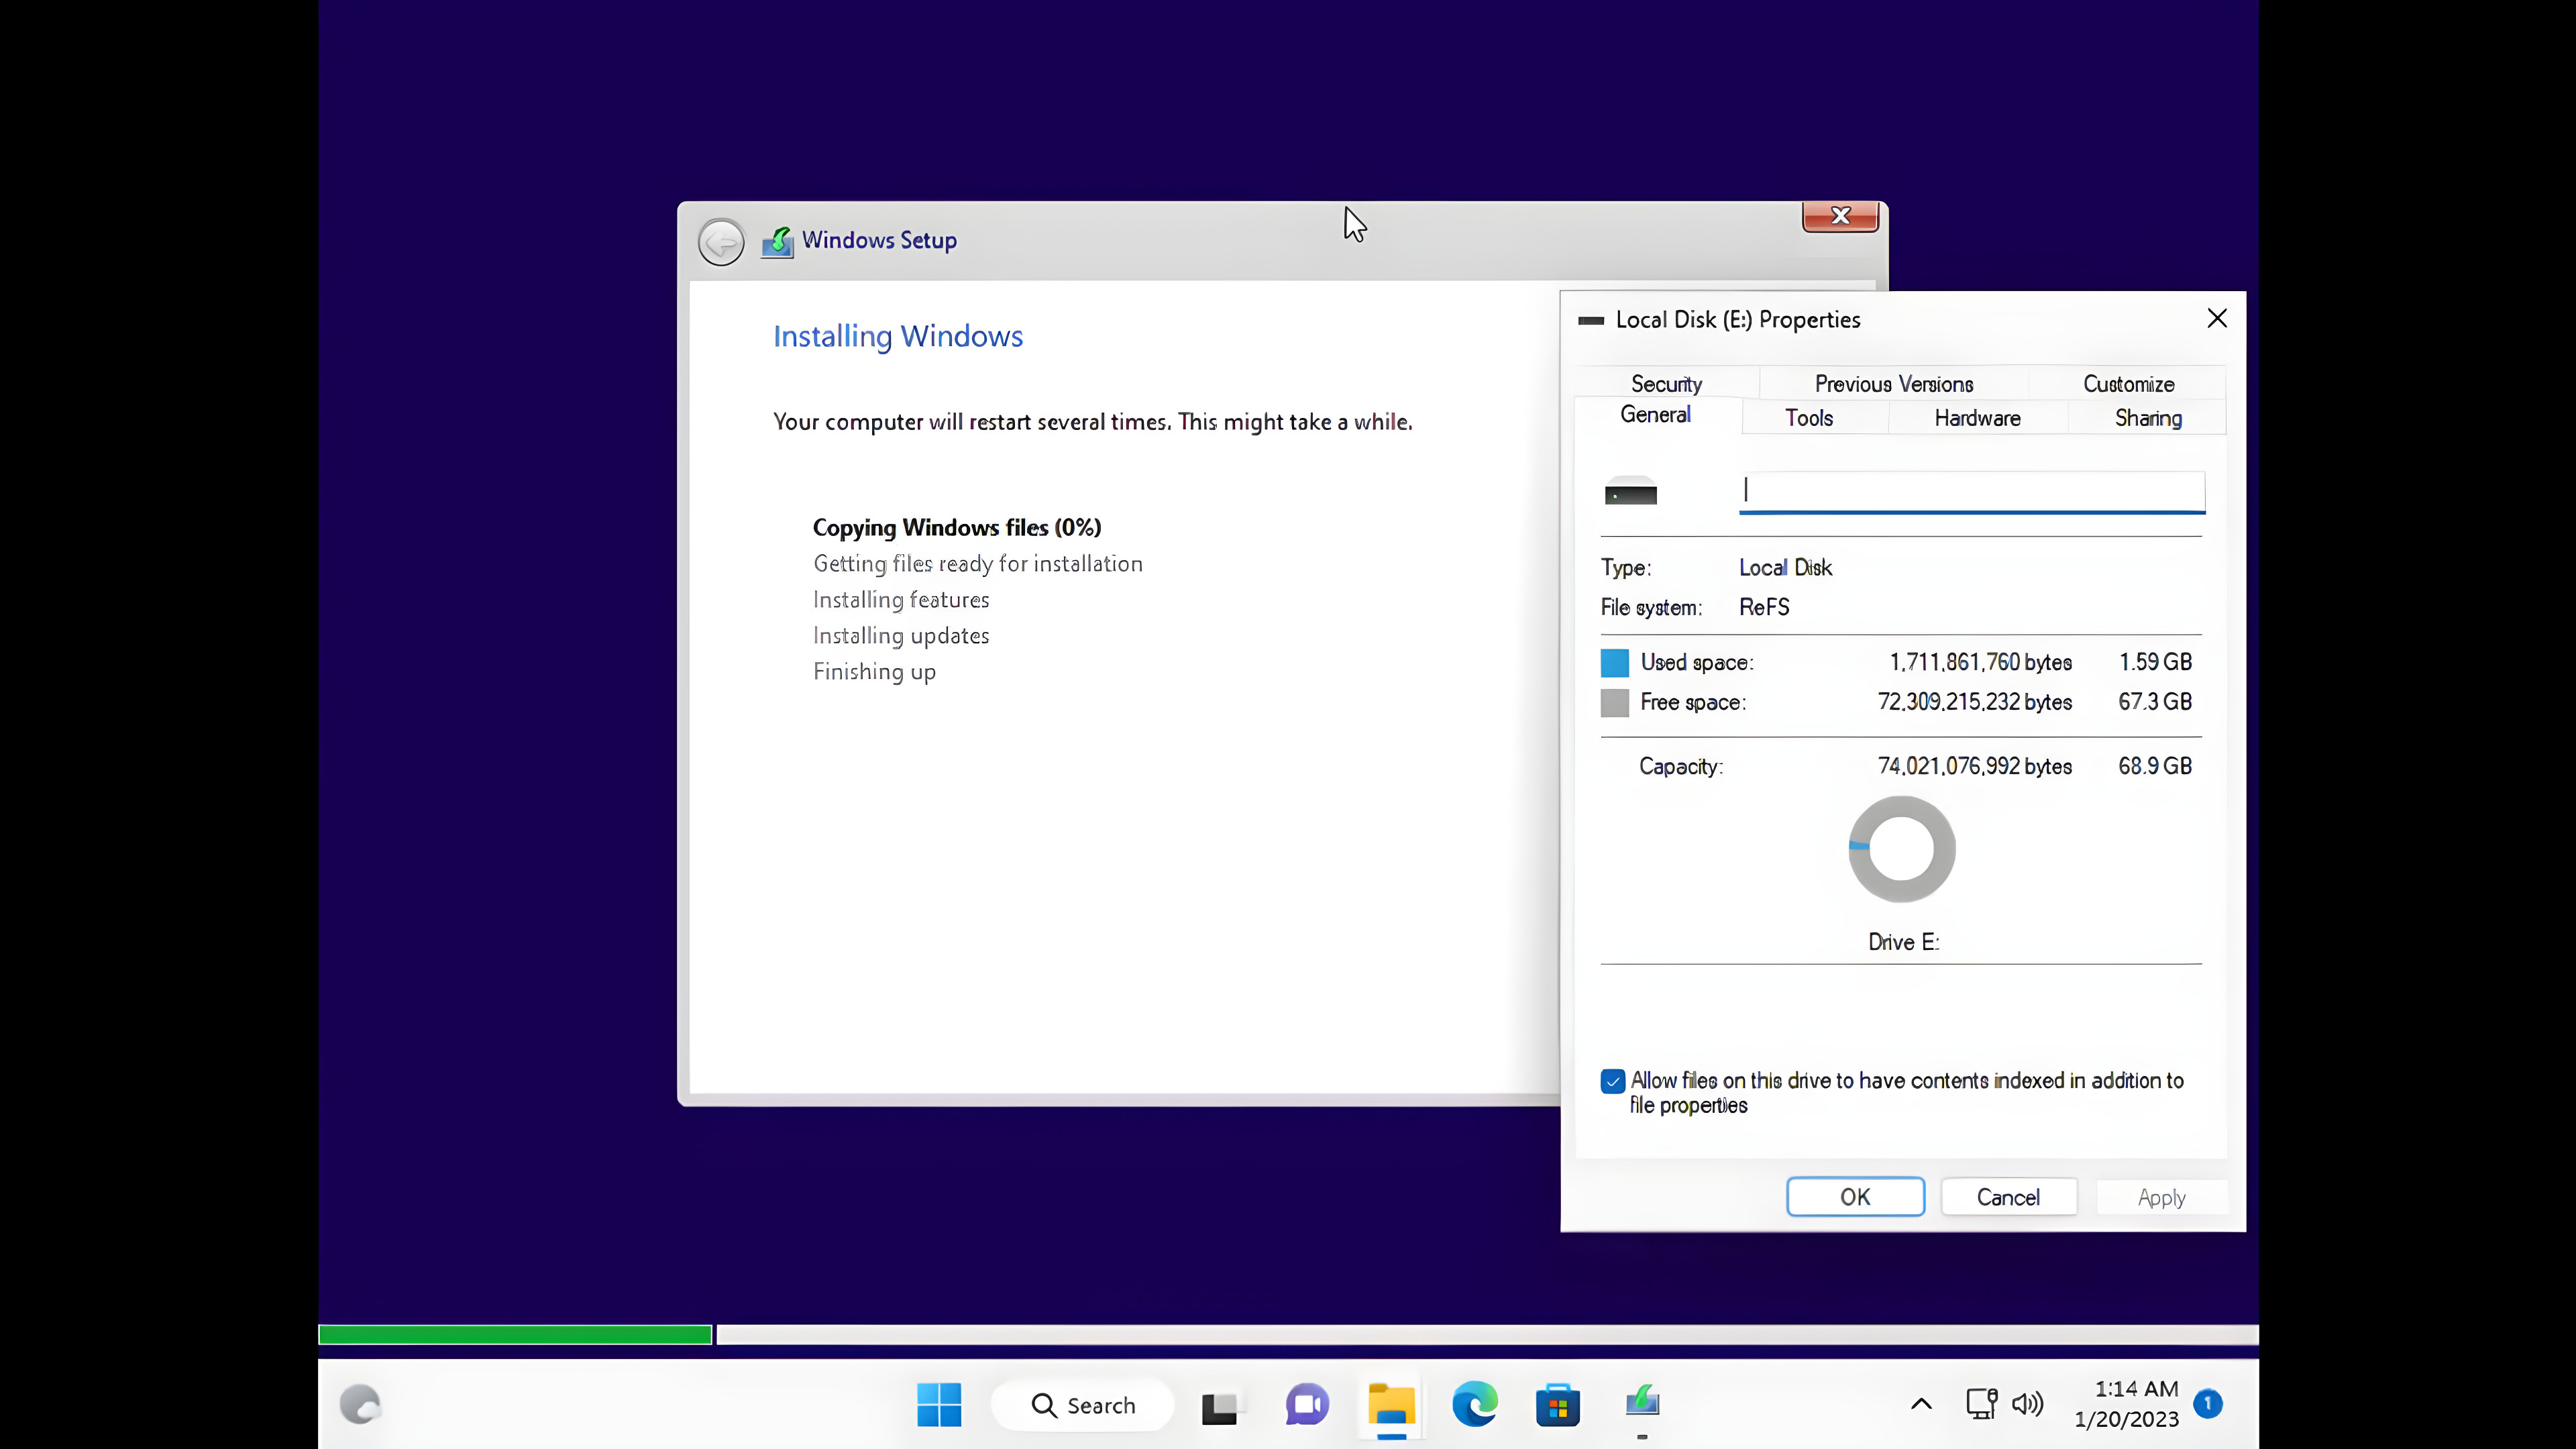 Windows Setup
Installing Windows
Your computer will restart several times. This might take a while.
Copying Windows files (0%)
Getting files ready for installation
Installing features
Installing updates
Finishing up
Local Disk (E:) Properties
Security Previous Versions Customize
General Tools Hardware Sharing
Type: Local Disk
File system: ReFS
Used space: 1,711,861,760 bytes 1.59 GB
Free space: 72,309,215,232 bytes 67.3 GB
Capacity: 74,021,076,992 bytes 68.9 GB
Drive E:
Allow files on this drive to have contents indexed in addition to
file properties
OK Cancel Apply
Search
1:14 AM
1/20/2023
1